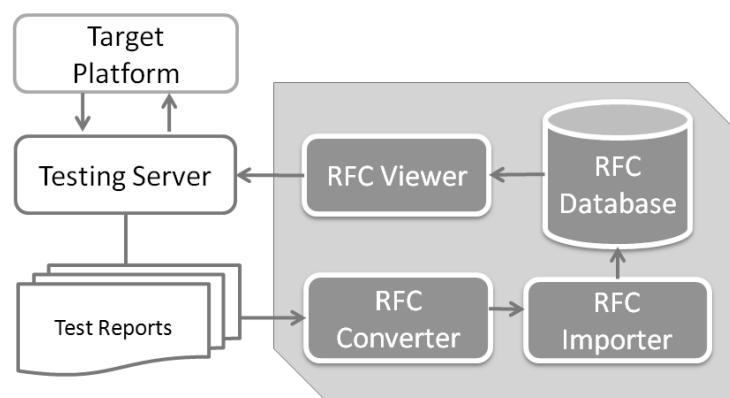 Target
Platform
Testing Server
RFC Viewer
RFC
Database
Test Reports
RFC
Converter
RFC
Importer